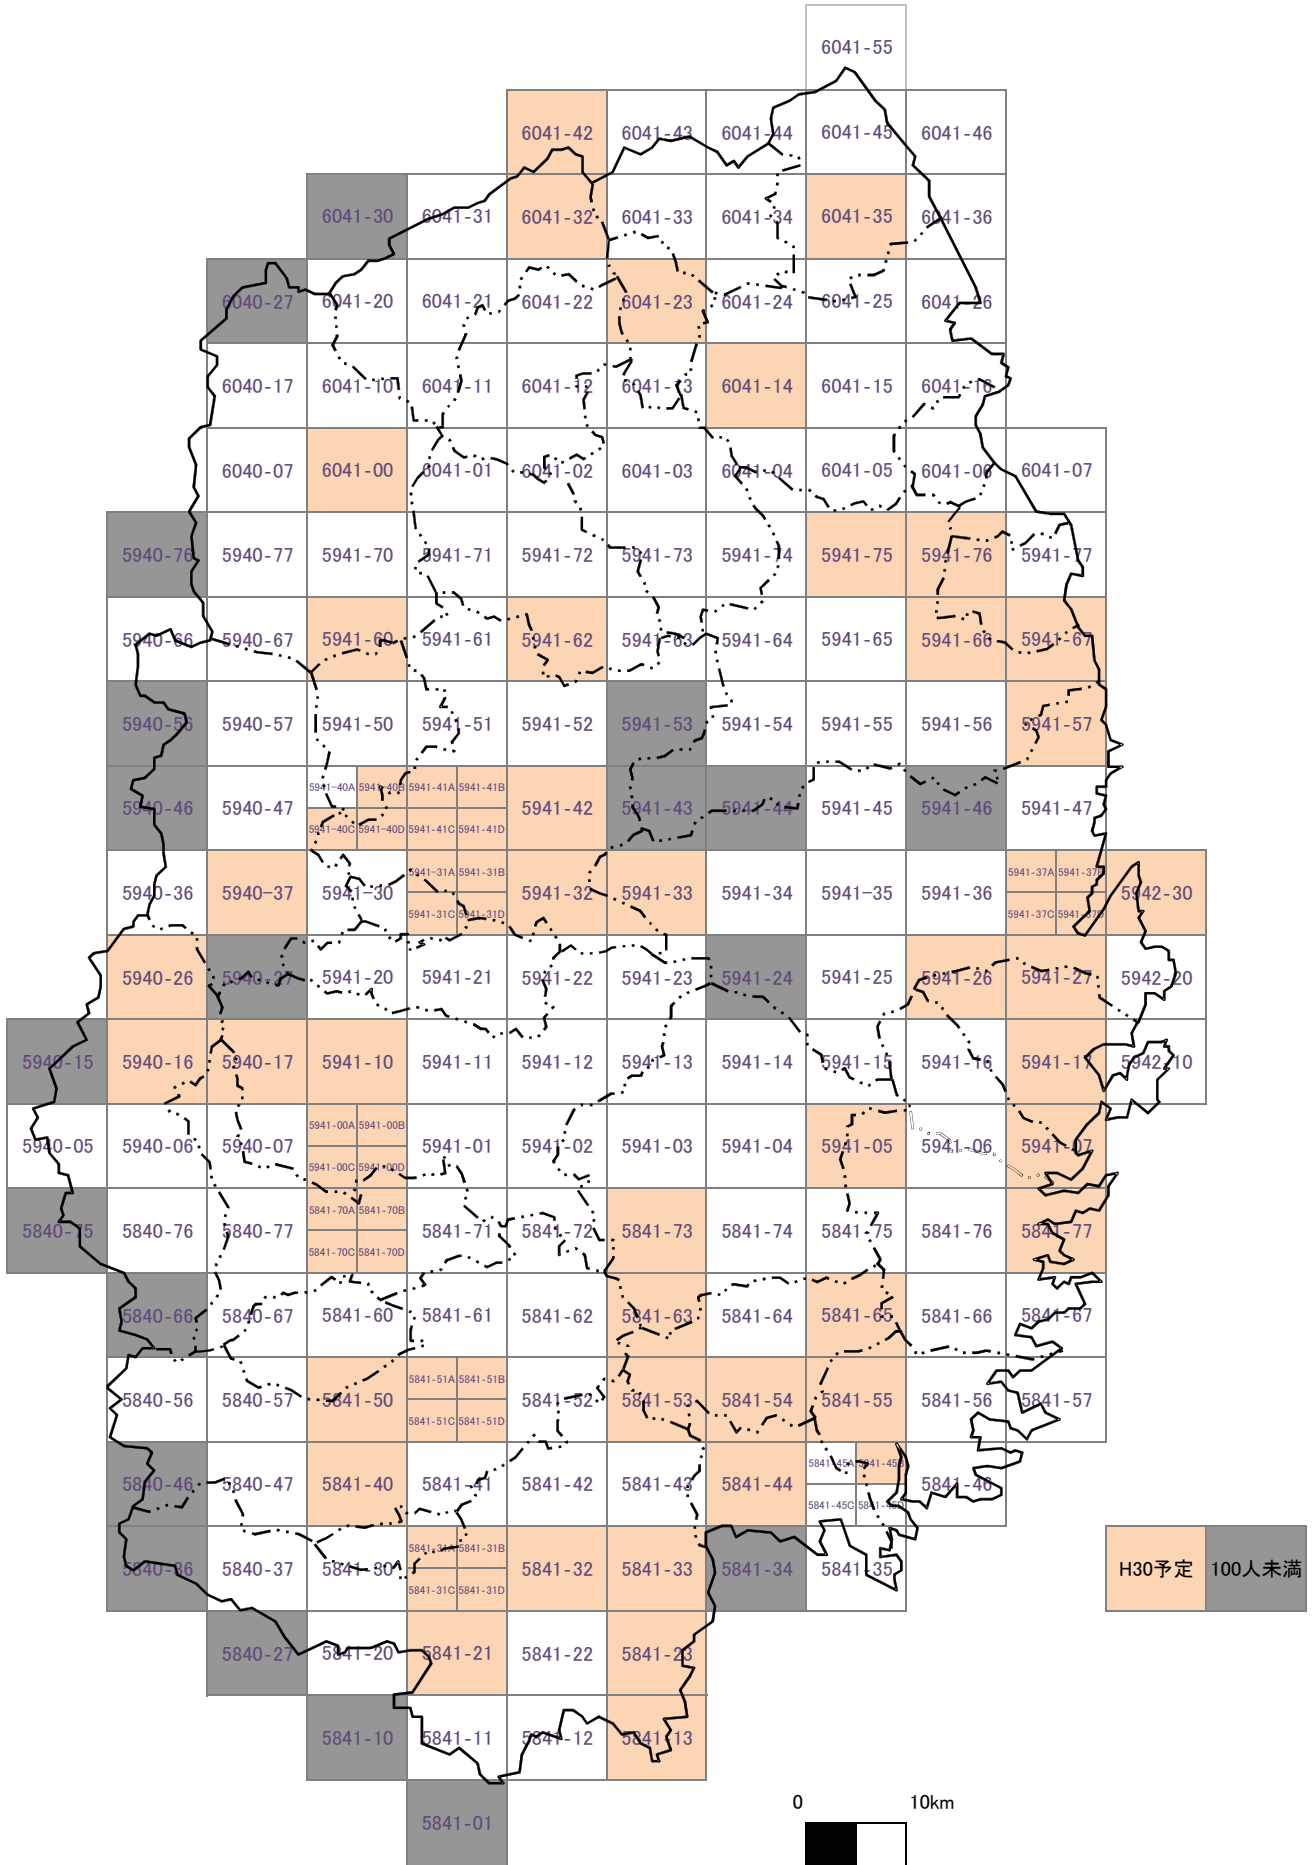 6041-55
6041-42 6041-43 6041-44 6041-45 6041-46
6041-30 6041-31 6041-32 6041-33 6041-34 6041-35 6041-36
6040-27 6041-20 6041-21 6041-22 6041-23 6041-24 6041-25 6041-26
6040-17 6041-10 6041-11 6041-12 6041-13 6041-14 6041-15 6041-16
6040-07 6041-00 6041-01 6041-02 6041-03 6041-04 6041-05 6041-06 6041-07
5940-76 5940-77 5941-70 5941-71 5941-72 5941-73 5941-74 5941-75 5941-76 5941-77
5940-66 5940-67 5941-60 5941-61 5941-62 5941-63 5941-64 5941-65 5941-66 5941-67
5940-56 5940-57 5941-50 5941-51 5941-52 5941-53 5941-54 5941-55 5941-56 5941-57
5941-40A 5941-40B 5941-41A 5941-41B
5940-46 5940-47 5941-42 5941-43 5941-44 5941-45 5941-46 5941-47
5941-40C 5941-40D 5941-41C 5941-41D
5941-31A 5941-31B 5941-37A 5941-37B
5940-36 5940-37 5941-30 5941-32 5941-33 5941-34 5941-35 5941-36 5942-30
5941-31C 5941-31D 5941-37C 5941-37D
5940-26 5940-27 5941-20 5941-21 5941-22 5941-23 5941-24 5941-25 5941-26 5941-27 5942-20
5940-15 5940-16 5940-17 5941-10 5941-11 5941-12 5941-13 5941-14 5941-15 5941-16 5941-17 5942-10
5941-00A 5941-00B
5940-05 5940-06 5940-07 5941-01 5941-02 5941-03 5941-04 5941-05 5941-06 5941-07
5941-00C 5941-00D
5841-70A 5841-70B
5840-75 5840-76 5840-77 5841-71 5841-72 5841-73 5841-74 5841-75 5841-76 5841-77
5841-70C 5841-70D
5840-66 5840-67 5841-60 5841-61 5841-62 5841-63 5841-64 5841-65 5841-66 5841-67
5841-51A 5841-51B
5840-56 5840-57 5841-50 5841-52 5841-53 5841-54 5841-55 5841-56 5841-57
5841-51C 5841-51D
5841-45A 5841-45B
5840-46 5840-47 5841-40 5841-41 5841-42 5841-43 5841-44 5841-46
5841-45C 5841-45D
5841-31A 5841-31B
5840-36 5840-37 5841-30 5841-32 5841-33 5841-34 5841-35 H30予定 100人未満
5841-31C 5841-31D
5840-27 5841-20 5841-21 5841-22 5841-23
5841-10 5841-11 5841-12 5841-13
0 10km
5841-01